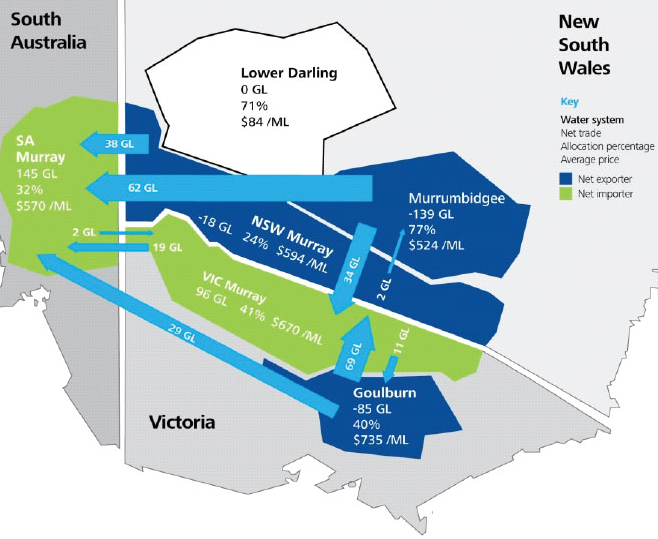 South
Australia
New
South
Wales
Key
Water system
Net trade
Allocation percentage
Average price
Net exporter
Net importer
Lower Darling
0 GL
71%
$84 /ML
SA
Murray
145 GL
32%
$570 /ML
38 GL
62 GL
Murrumbidgee
-139 GL
77%
$524 /ML
NSW Murray
-18 GL 24% $594 /ML
2 GL
19 GL
34 GL
2 GL
VIC Murray
96 GL 41% $670 /ML
29 GL
69 GL
11 GL
Goulburn
-85 GL
40%
$735 /ML
Victoria